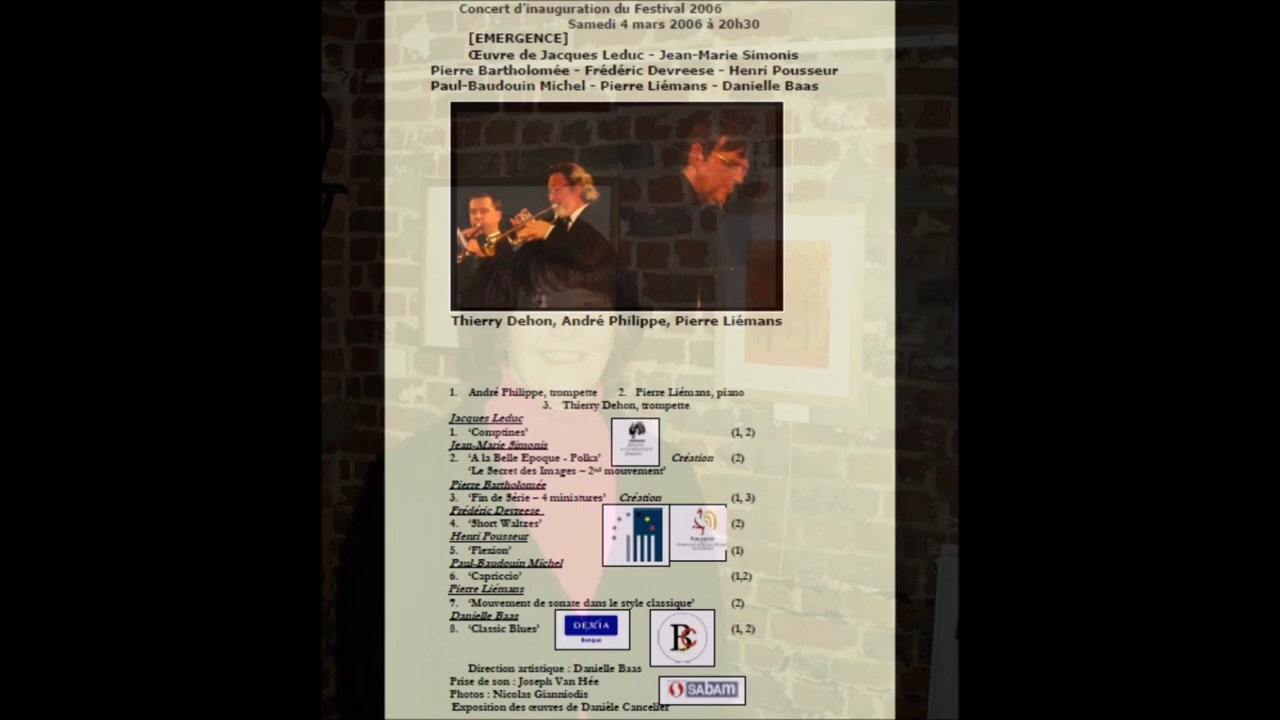 Concert d’inauguration du Festival 2006
Samedi 4 mars 2006 à 20h30
[EMERGENCE]
Œuvre de Jacques Leduc - Jean-Marie Simonis
Pierre Bartholomée - Frédéric Devreese - Henri Pousseur
Paul-Baudouin Michel - Pierre Liémans - Danielle Baas
Thierry Dehon, André Philippe, Pierre Liémans
1. André Philippe, trompette 2. Pierre Liémans, piano
3. Thierry Dehon, trompette
Jacques Leduc
1. ‘Comptines’ (1, 2)
Jean-Marie Simonis
2. ‘A la Belle Epoque - Polka’ Création (2)
‘Le Secret des Images – 2nd mouvement’
Pierre Bartholomée
3. ‘Fin de Série – 4 miniatures’ Création (1, 3)
Frédéric Devreese
4. ‘Short Waltzes’ (2)
Henri Pousseur
5. ‘Flexion’ (1)
Paul-Baudouin Michel
6. ‘Capriccio’ (1,2)
Pierre Liémans
7. ‘Mouvement de sonate dans le style classique’ (2)
Danielle Baas
8. ‘Classic Blues’ (1, 2)
DEXIA
Banque
BC
Direction artistique : Danielle Baas
Prise de son : Joseph Van Hée
Photos : Nicolas Gianniodis
SABAM
Exposition des œuvres de Danièle Cancelier